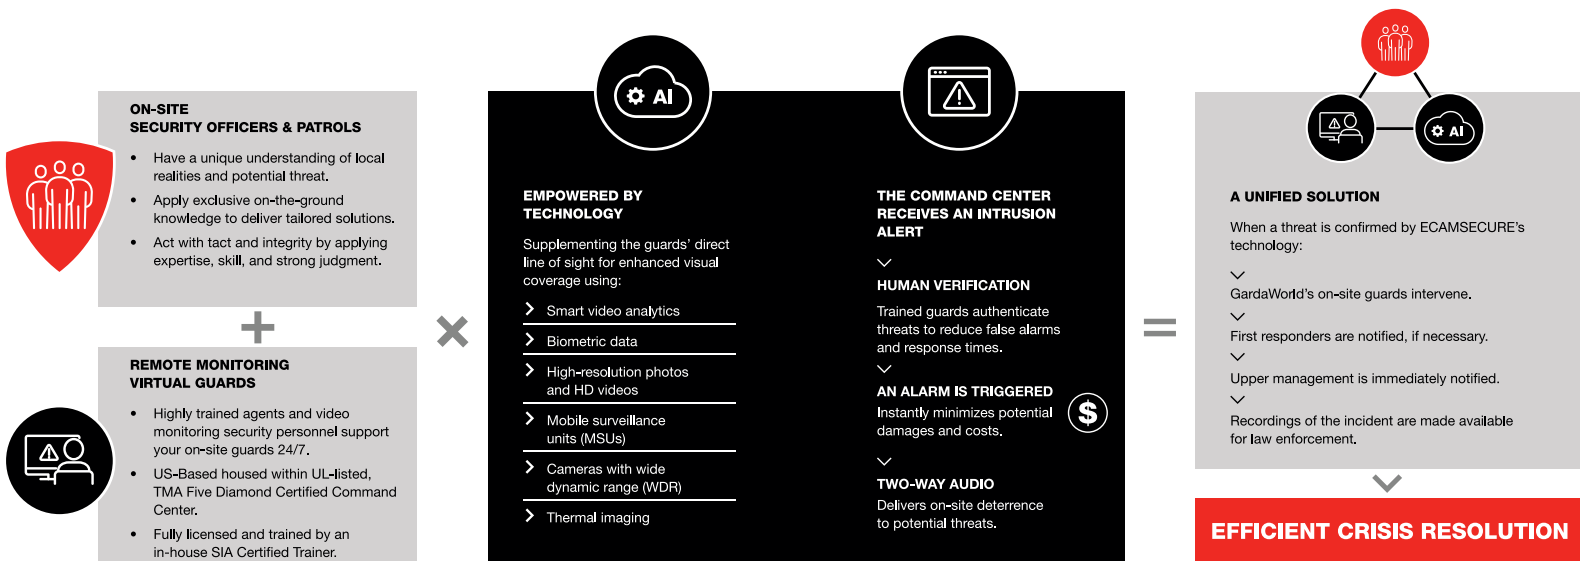 ON-SITE
SECURITY OFFICERS & PATROLS
• Have a unique understanding of local
realities and potential threat.
• Apply exclusive on-the-ground
knowledge to deliver tailored solutions.
• Act with tact and integrity by applying
expertise, skill, and strong judgment.
+
REMOTE MONITORING
VIRTUAL GUARDS
• Highly trained agents and video
monitoring security personnel support
your on-site guards 24/7.
• US-Based housed within UL-listed,
TMA Five Diamond Certified Command
Center.
• Fully licensed and trained by an
in-house SIA Certified Trainer.
×
AI
EMPOWERED BY
TECHNOLOGY
Supplementing the guards’ direct
line of sight for enhanced visual
coverage using:
Smart video analytics
Biometric data
High-resolution photos
and HD videos
Mobile surveillance
units (MSUs)
Cameras with wide
dynamic range (WDR)
Thermal imaging
THE COMMAND CENTER
RECEIVES AN INTRUSION
ALERT
HUMAN VERIFICATION
Trained guards authenticate
threats to reduce false alarms
and response times.
AN ALARM IS TRIGGERED
Instantly minimizes potential
damages and costs.
$
TWO-WAY AUDIO
Delivers on-site deterrence
to potential threats.
=
AI
A UNIFIED SOLUTION
When a threat is confirmed by ECAMSECURE’s
technology:
GardaWorld’s on-site guards intervene.
First responders are notified, if necessary.
Upper management is immediately notified.
Recordings of the incident are made available
for law enforcement.
EFFICIENT CRISIS RESOLUTION